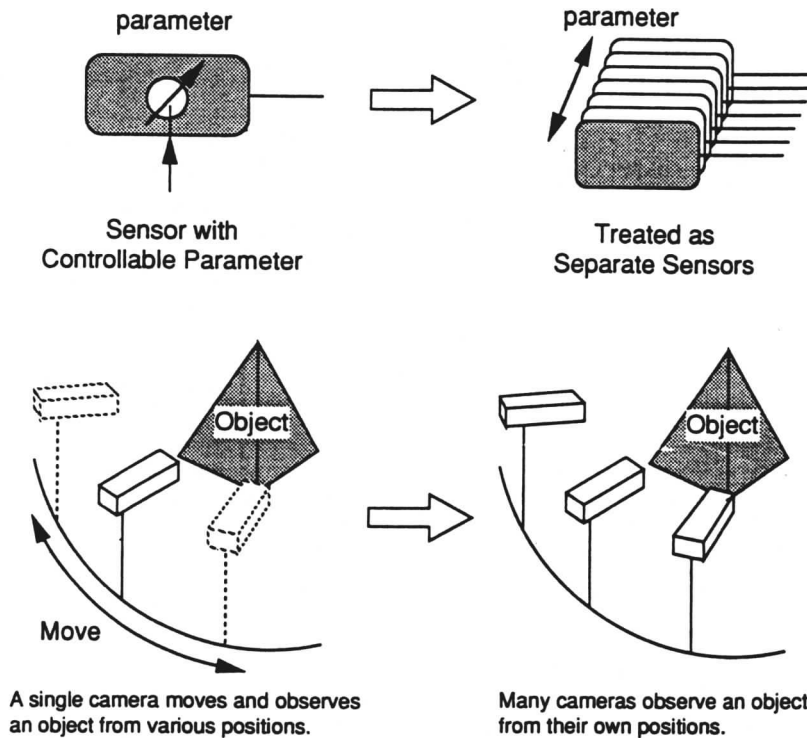 parameter
parameter
Sensor with
Controllable Parameter
Treated as
Separate Sensors
Object
Object
Move
A single camera moves and observes
an object from various positions.
Many cameras observe an object
from their own positions.